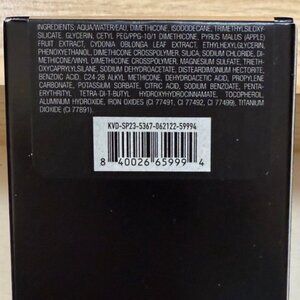 INGREDIENTS: AQUA/WATER/EAU, DIMETHICONE, ISODODECANE, TRIMETHYLSILOXY-
SILICATE, GLYCERIN, CETYL PEG/PPG-10/1 DIMETHICONE, PYRUS MALUS (APPLE)
FRUIT EXTRACT, CYDONIA OBLONGA LEAF EXTRACT, ETHYLHEXYLGLYCERIN,
PHENOXYETHANOL, DIMETHICONE CROSSPOLYMER, SILICA, SODIUM CHLORIDE, DI-
METHICONE/VINYL DIMETHICONE CROSSPOLYMER, MAGNESIUM SULFATE, TRIETH-
OXYCAPRYLYLSILANE, SODIUM DEHYDROACETATE, DISTEARDIMONIUM HECTORITE,
BENZOIC ACID, C24-28 ALKYL METHICONE, DEHYDROACETIC ACID, PROPYLENE
CARBONATE, POTASSIUM SORBATE, CITRIC ACID, SODIUM BENZOATE, PENTA-
ERYTHRITYL TETRA-DI-T-BUTYL HYDROXYHYDROCINNAMATE, TOCOPHEROL,
ALUMINUM HYDROXIDE, IRON OXIDES (CI 77491, CI 77492, CI 77499), TITANIUM
DIOXIDE (CI 77891).
KVD-SP23-5367-062122-59994
8 40026 65999 4